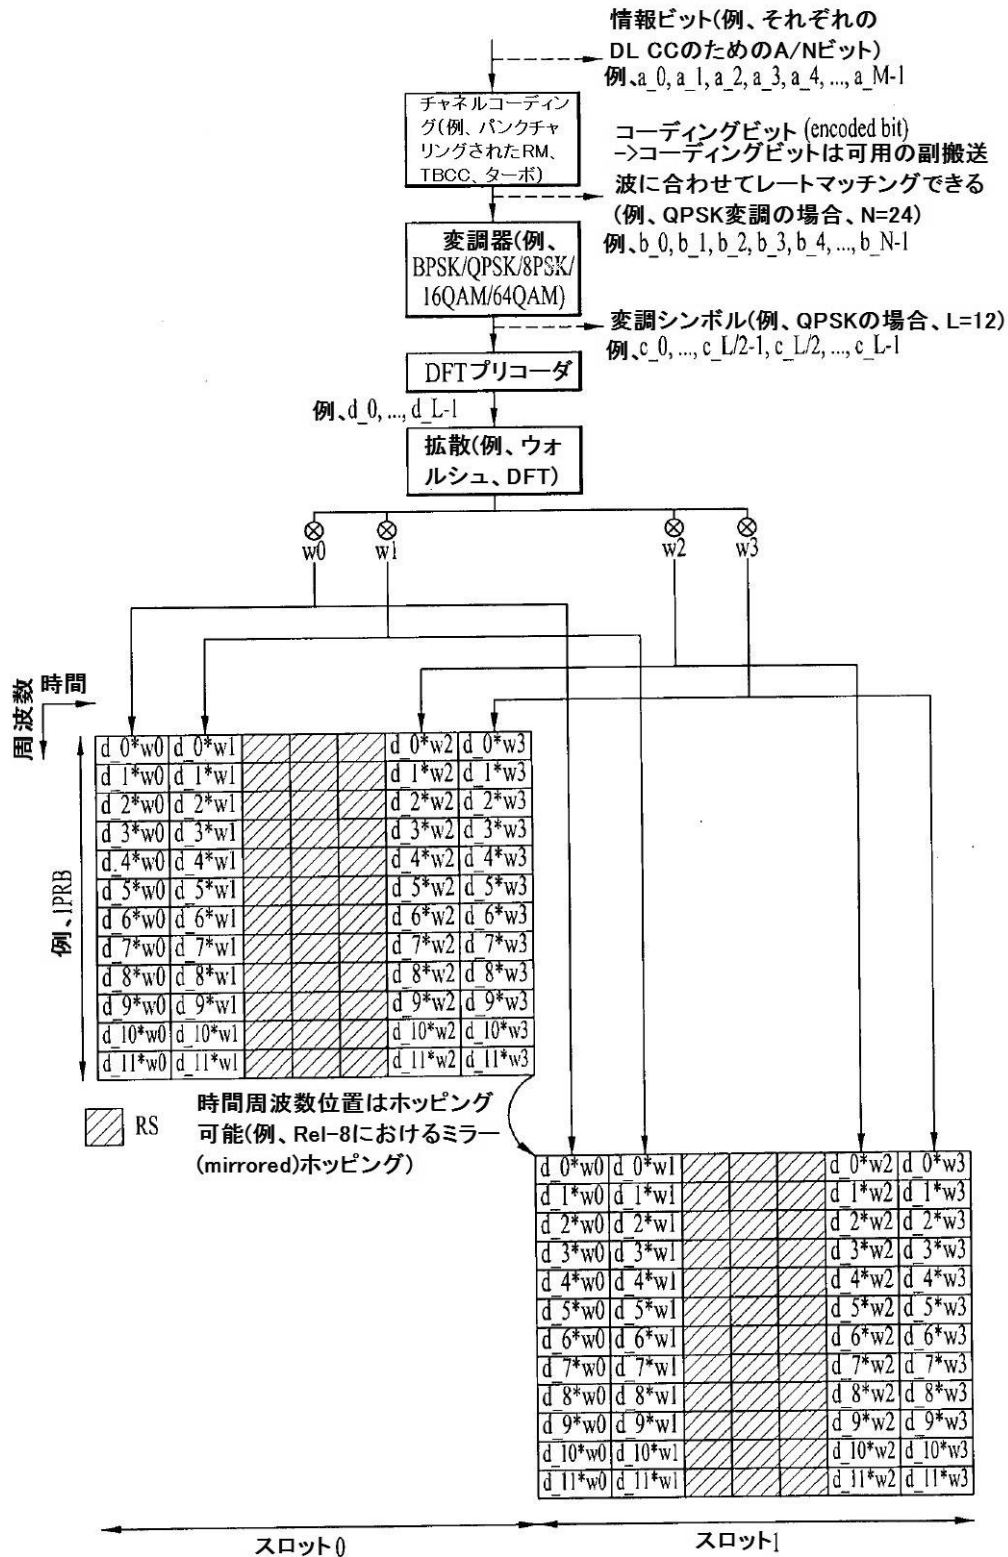 情報ビット(例、それぞれの
DL CCのためのA/Nビット)
例、a_0, a_1, a_2, a_3, a_4, ..., a_M-1
チャネルコーディン
グ(例、パンクチャ
リングされたRM、
TBCC、ターボ)
コーディングビット (encoded bit)
->コーディングビットは可用の副搬送
波に合わせてレートマッチングできる
(例、QPSK変調の場合、N=24)
例、b_0, b_1, b_2, b_3, b_4, ..., b_N-1
変調器(例、
BPSK/QPSK/8PSK/
16QAM/64QAM)
変調シンボル(例、QPSKの場合、L=12)
例、c_0, ..., c_L/2-1, c_L/2, ..., c_L-1
DFTプリコーダ
例、d_0, ..., d_L-1
拡散(例、ウォ
ルシュ、DFT)
w0 w1 w2 w3
時間
周波数
例、1PRB
d_0*w0 d_0*w1 d_0*w2 d_0*w3
d_1*w0 d_1*w1 d_1*w2 d_1*w3
d_2*w0 d_2*w1 d_2*w2 d_2*w3
d_3*w0 d_3*w1 d_3*w2 d_3*w3
d_4*w0 d_4*w1 d_4*w2 d_4*w3
d_5*w0 d_5*w1 d_5*w2 d_5*w3
d_6*w0 d_6*w1 d_6*w2 d_6*w3
d_7*w0 d_7*w1 d_7*w2 d_7*w3
d_8*w0 d_8*w1 d_8*w2 d_8*w3
d_9*w0 d_9*w1 d_9*w2 d_9*w3
d_10*w0 d_10*w1 d_10*w2 d_10*w3
d_11*w0 d_11*w1 d_11*w2 d_11*w3
RS
時間周波数位置はホッピング
可能(例、Rel-8におけるミラー
(mirrored)ホッピング)
d_0*w0 d_0*w1 d_0*w2 d_0*w3
d_1*w0 d_1*w1 d_1*w2 d_1*w3
d_2*w0 d_2*w1 d_2*w2 d_2*w3
d_3*w0 d_3*w1 d_3*w2 d_3*w3
d_4*w0 d_4*w1 d_4*w2 d_4*w3
d_5*w0 d_5*w1 d_5*w2 d_5*w3
d_6*w0 d_6*w1 d_6*w2 d_6*w3
d_7*w0 d_7*w1 d_7*w2 d_7*w3
d_8*w0 d_8*w1 d_8*w2 d_8*w3
d_9*w0 d_9*w1 d_9*w2 d_9*w3
d_10*w0 d_10*w1 d_10*w2 d_10*w3
d_11*w0 d_11*w1 d_11*w2 d_11*w3
スロット0 スロット1